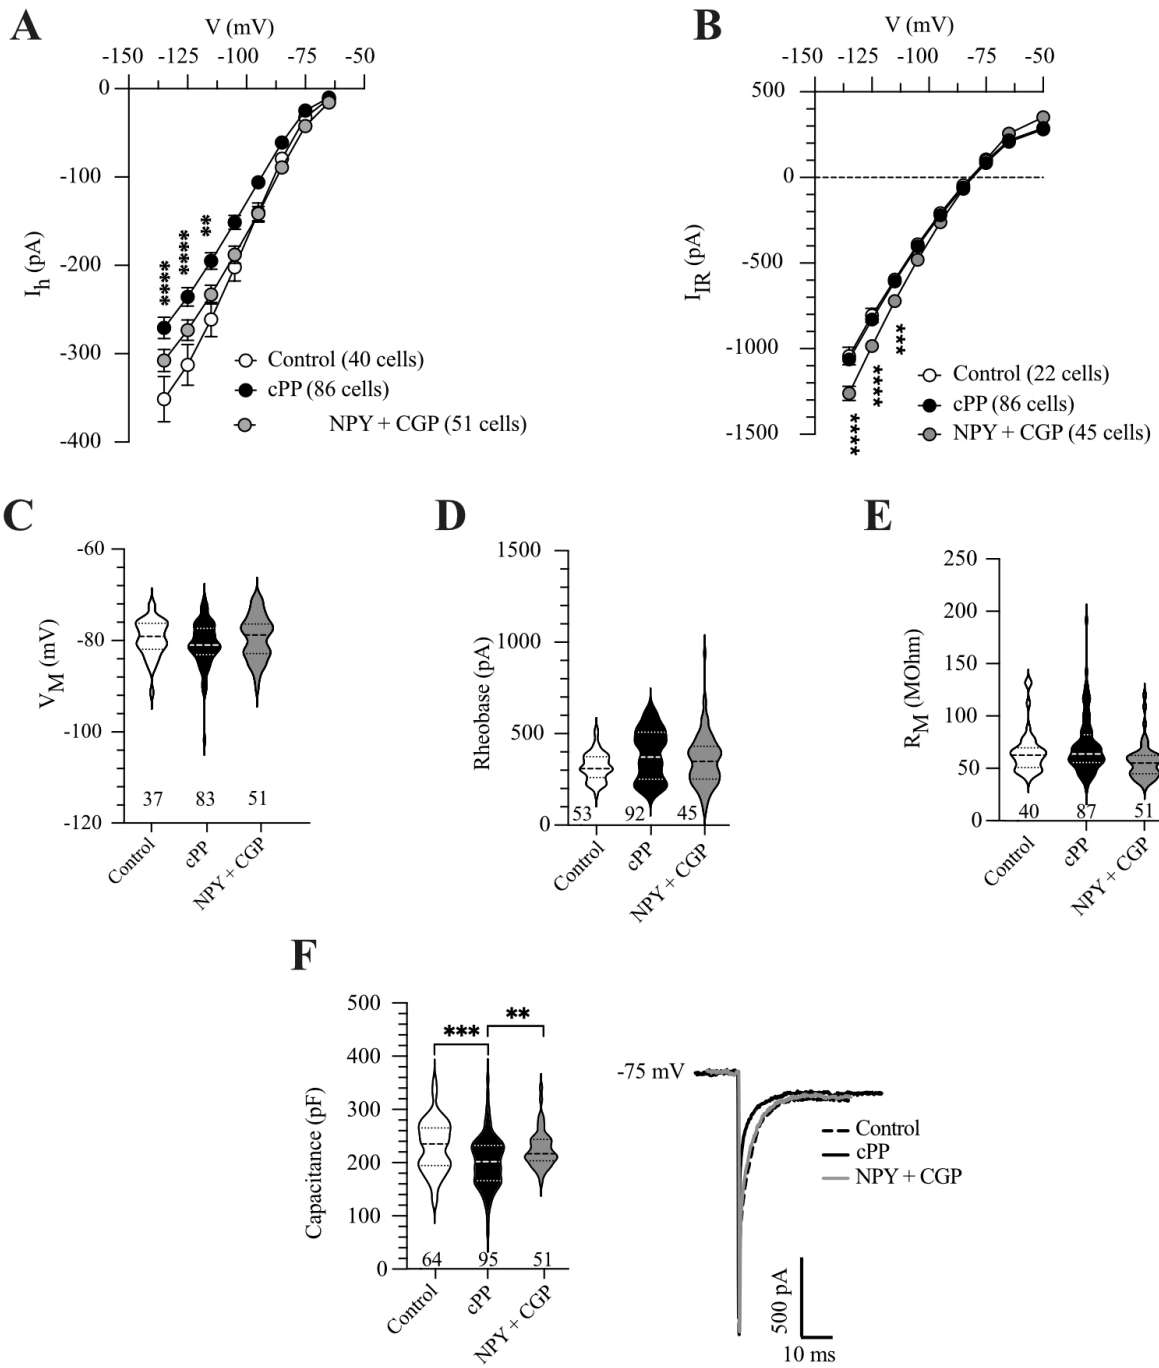 A
V (mV)
-150 -125 -100 -75 -50
0
-100
-200
-300
-400
Ih (pA)
****
****
**
Control (40 cells)
cPP (86 cells)
NPY + CGP (51 cells)
B
V (mV)
-150 -125 -100 -75 -50
500
0
-500
-1000
-1500
IIR (pA)
***
****
****
Control (22 cells)
cPP (86 cells)
NPY + CGP (45 cells)
C
-60
-80
-100
-120
VM (mV)
37 83 51
Control
cPP
NPY + CGP
D
1500
1000
500
0
Rheobase (pA)
53 92 45
Control
cPP
NPY + CGP
E
250
200
150
100
50
0
RM (MOhm)
40 87 51
Control
cPP
NPY + CGP
F
500
400
300
200
100
0
Capacitance (pF)
*** **
64 95 51
Control
cPP
NPY + CGP
-75 mV
Control
cPP
NPY + CGP
500 pA
10 ms